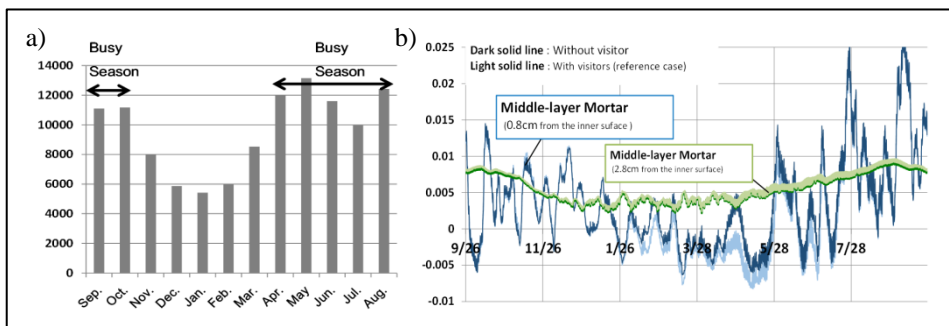 a)
Busy
Busy
Season
Season
14000
12000
10000
8000
6000
4000
2000
0
Sep.
Oct.
Nov.
Dec.
Jan.
Feb.
Mar.
Apr.
May
Jun.
Jul.
Aug.
b)
0.025
0.02
0.015
0.01
0.005
0
-0.005
-0.01
Dark solid line : Without visitor
Light solid line : With visitors (reference case)
Middle-layer Mortar
(0.8cm from the inner suface )
Middle-layer Mortar
(2.8cm from the inner surface)
9/26
11/26
1/26
3/28
5/28
7/28